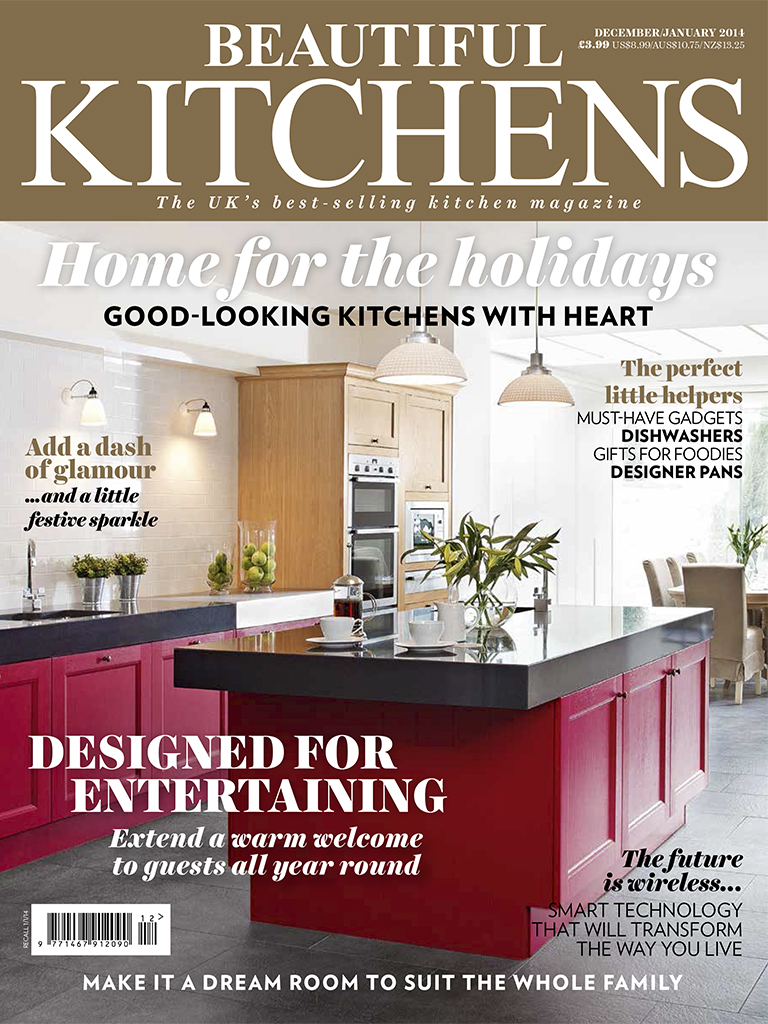 BEAUTIFUL
KITCHENS
DECEMBER/JANUARY 2014
£3.99 US$8.99/AUS$10.75/NZ$13.25
The UK's best-selling kitchen magazine
Home for the holidays
GOOD-LOOKING KITCHENS WITH HEART
The perfect
little helpers
MUST-HAVE GADGETS
DISHWASHERS
GIFTS FOR FOODIES
DESIGNER PANS
Add a dash
of glamour
...and a little
festive sparkle
DESIGNED FOR
ENTERTAINING
Extend a warm welcome
to guests all year round
The future
is wireless...
SMART TECHNOLOGY
THAT WILL TRANSFORM
THE WAY YOU LIVE
RECALL 1/1/14
12>
9 771467 912090
MAKE IT A DREAM ROOM TO SUIT THE WHOLE FAMILY